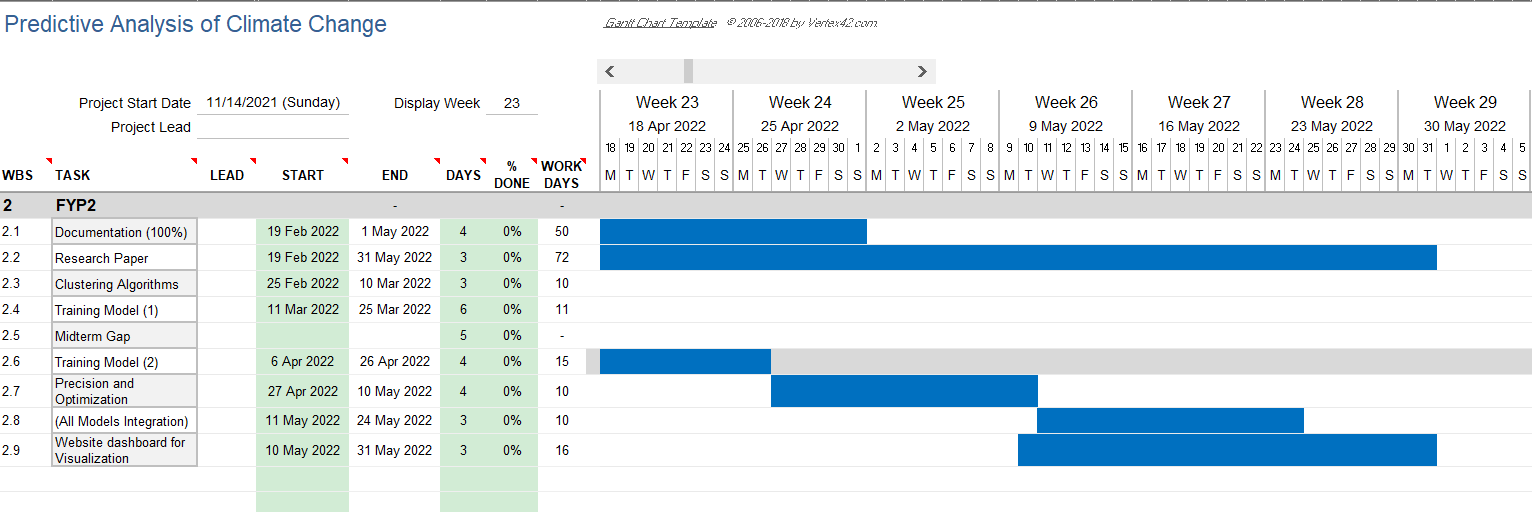 Predictive Analysis of Climate Change
Gantt Chart Template © 2006-2018 by Vertex42.com.
Project Start Date 11/14/2021 (Sunday) Display Week 23
Project Lead
Week 23 Week 24 Week 25 Week 26 Week 27 Week 28 Week 29
18 Apr 2022 25 Apr 2022 2 May 2022 9 May 2022 16 May 2022 23 May 2022 30 May 2022
18 19 20 21 22 23 24 25 26 27 28 29 30 1 2 3 4 5 6 7 8 9 10 11 12 13 14 15 16 17 18 19 20 21 22 23 24 25 26 27 28 29 30 31 1 2 3 4 5
WBS TASK LEAD START END DAYS % DONE WORK DAYS M T W T F S S M T W T F S S M T W T F S S M T W T F S S M T W T F S S M T W T F S S M T W T F S S
2 FYP2 - -
2.1 Documentation (100%) 19 Feb 2022 1 May 2022 4 0% 50
2.2 Research Paper 19 Feb 2022 31 May 2022 3 0% 72
2.3 Clustering Algorithms 25 Feb 2022 10 Mar 2022 3 0% 10
2.4 Training Model (1) 11 Mar 2022 25 Mar 2022 6 0% 11
2.5 Midterm Gap 5 0% -
2.6 Training Model (2) 6 Apr 2022 26 Apr 2022 4 0% 15
2.7 Precision and Optimization 27 Apr 2022 10 May 2022 4 0% 10
2.8 (All Models Integration) 11 May 2022 24 May 2022 3 0% 10
2.9 Website dashboard for Visualization 10 May 2022 31 May 2022 3 0% 16